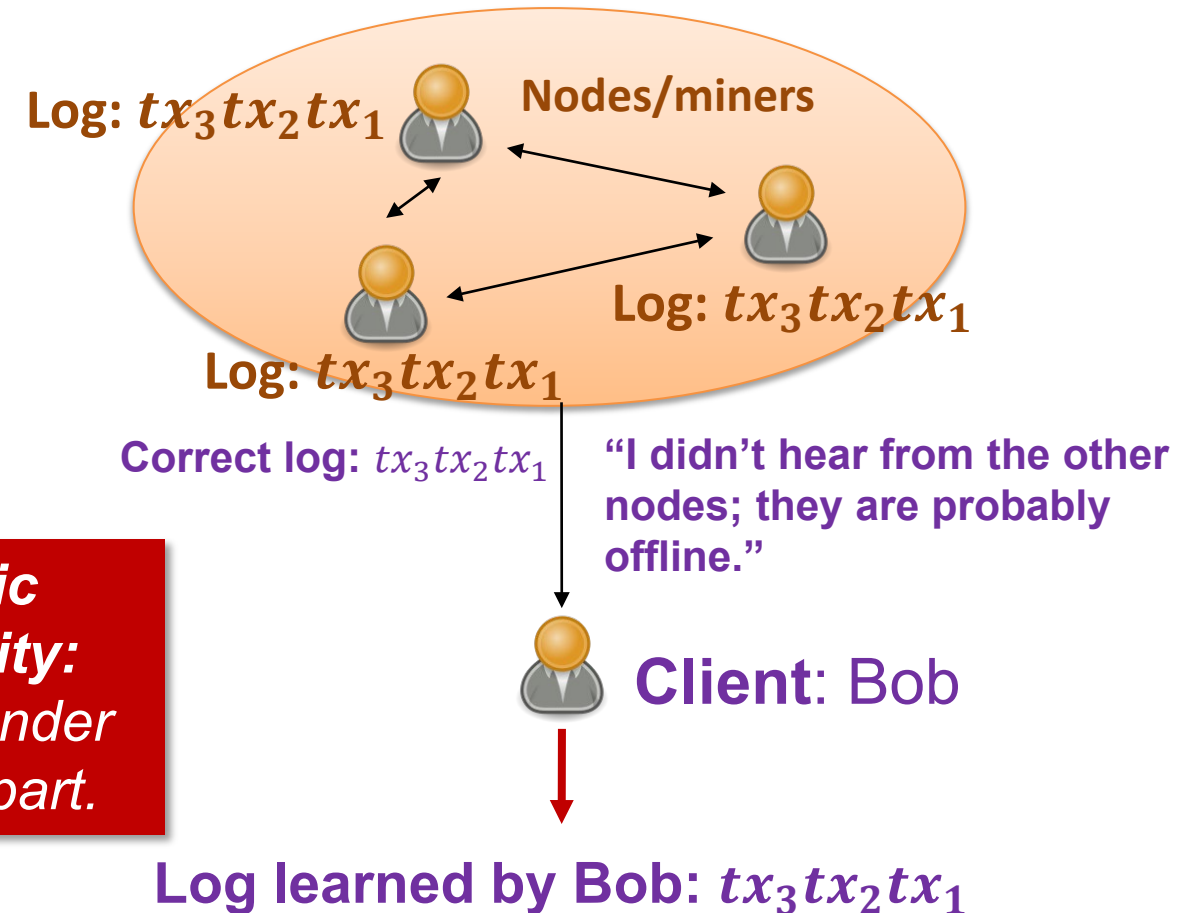 Nodes/miners
Log: tx₃tx₂tx₁
Log: tx₃tx₂tx₁
Log: tx₃tx₂tx₁
Correct log: tx₃tx₂tx₁
“I didn’t hear from the other
nodes; they are probably
offline.”
ic
ity:
nder
part.
Client: Bob
Log learned by Bob: tx₃tx₂tx₁